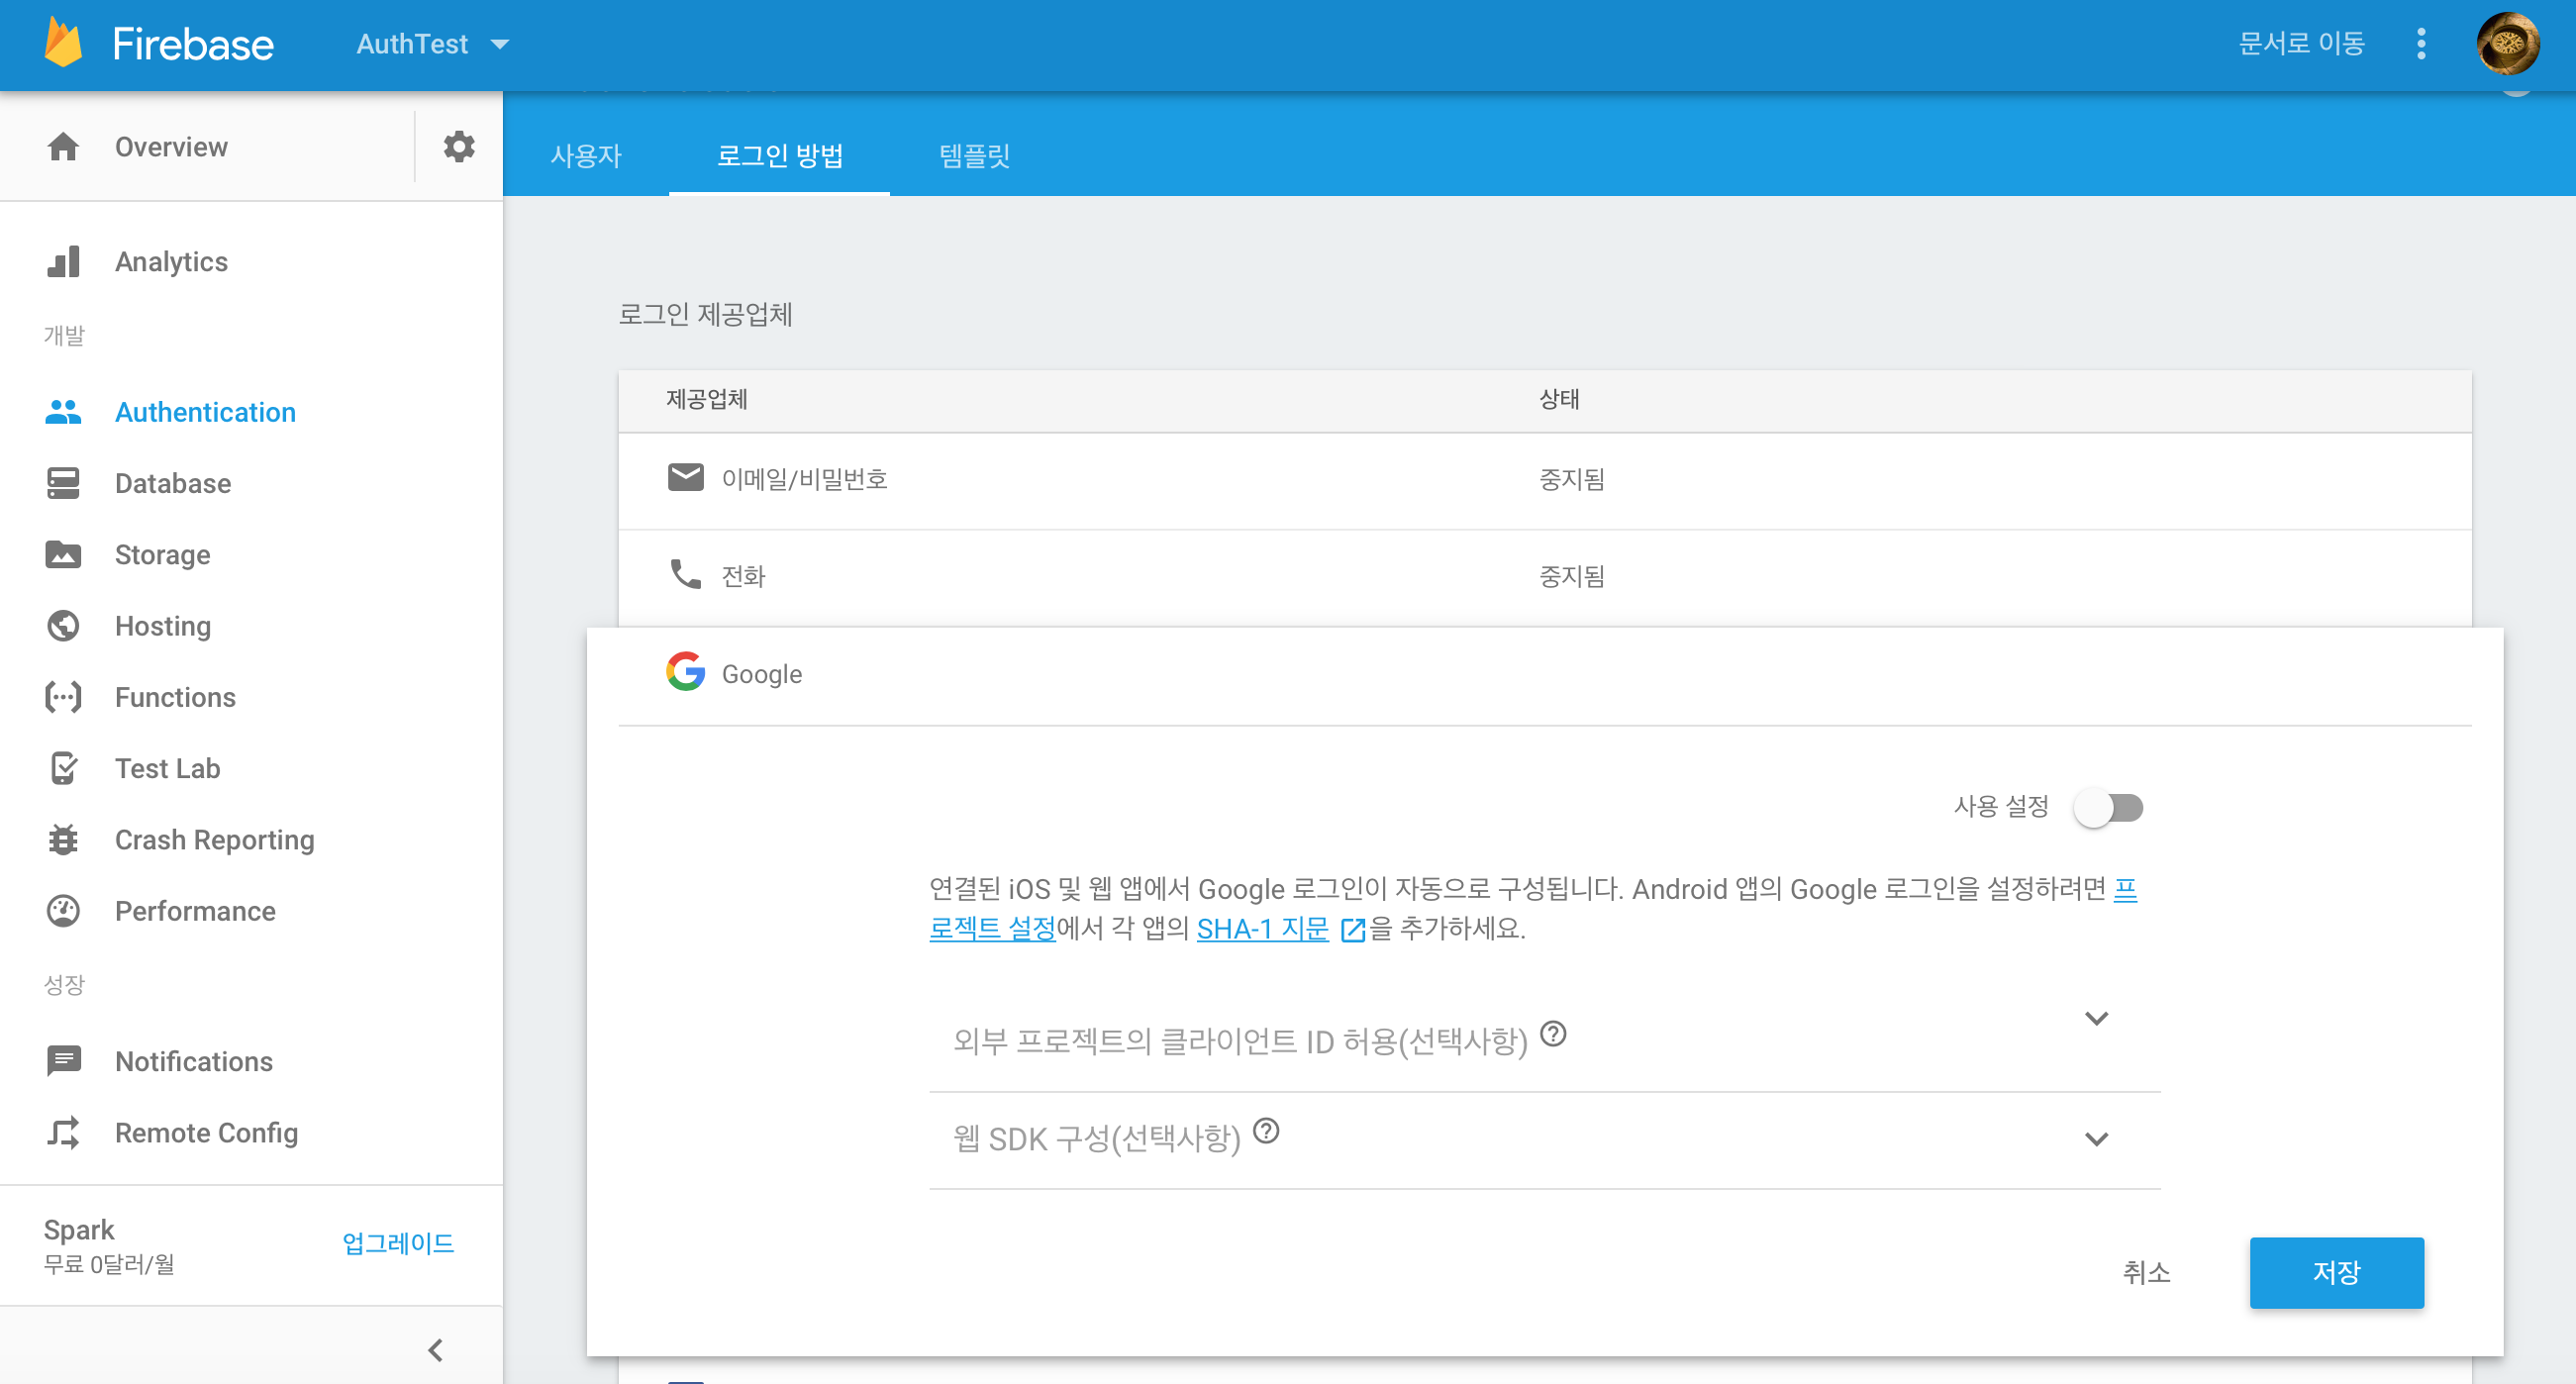 Firebase
AuthTest
문서로 이동
Overview
사용자
로그인 방법
템플릿
Analytics
개발
Authentication
Database
Storage
Hosting
Functions
Test Lab
Crash Reporting
Performance
성장
Notifications
Remote Config
Spark
무료 0달러/월
업그레이드
로그인 제공업체
제공업체
상태
이메일/비밀번호
중지됨
전화
중지됨
Google
사용 설정
연결된 iOS 및 웹 앱에서 Google 로그인이 자동으로 구성됩니다. Android 앱의 Google 로그인을 설정하려면 프
로젝트 설정에서 각 앱의 SHA-1 지문 을 추가하세요.
외부 프로젝트의 클라이언트 ID 허용(선택사항)
웹 SDK 구성(선택사항)
취소
저장